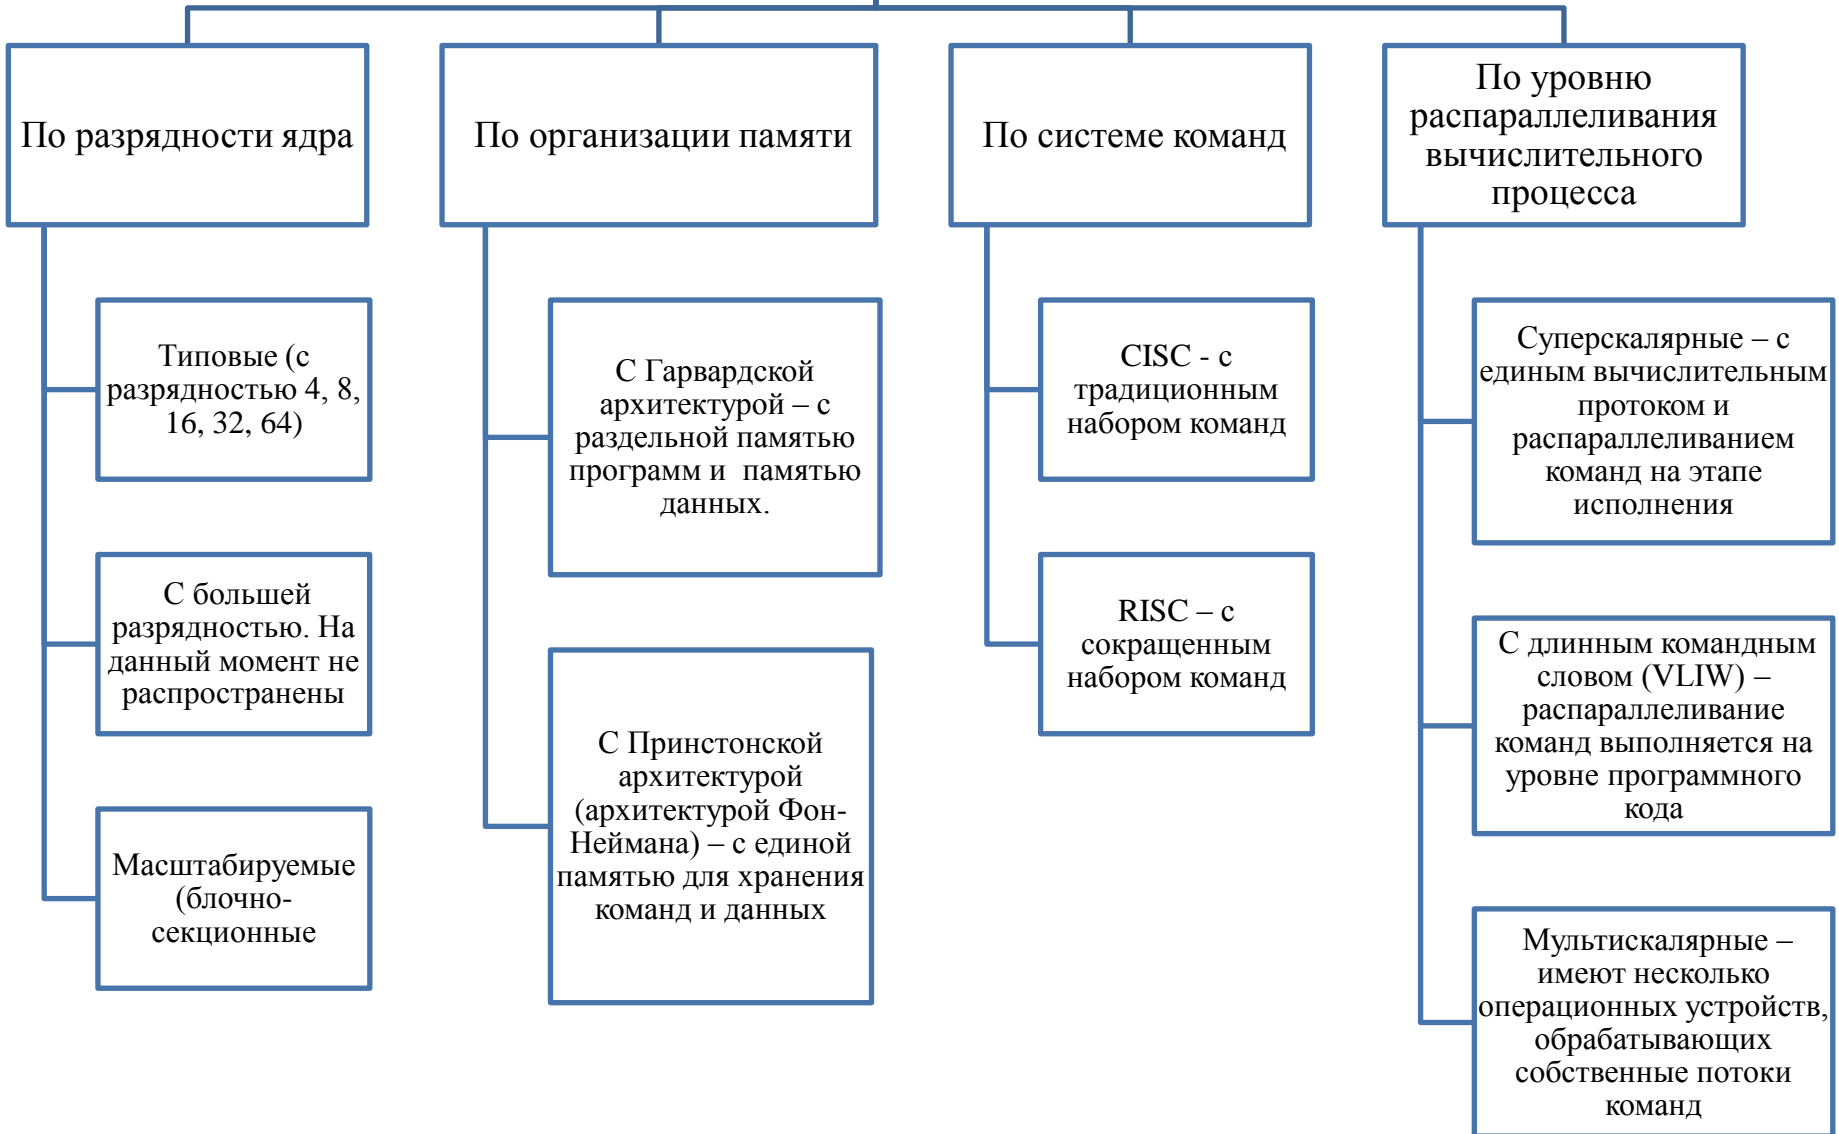 По разрядности ядра
Типовые (с
разрядностью 4, 8,
16, 32, 64)
С большей
разрядностью. На
данный момент не
распространены
Масштабируемые
(блочно-
секционные
По организации памяти
С Гарвардской
архитектурой – с
раздельной памятью
программ и памятью
данных.
С Принстонской
архитектурой
(архитектурой Фон-
Неймана) – с единой
памятью для хранения
команд и данных
По системе команд
CISC - с
традиционным
набором команд
RISC – с
сокращенным
набором команд
По уровню
распараллеливания
вычислительного
процесса
Суперскалярные – с
единым вычислительным
протоком и
распараллеливанием
команд на этапе
исполнения
С длинным командным
словом (VLIW) –
распараллеливание
команд выполняется на
уровне программного
кода
Мультискалярные –
имеют несколько
операционных устройств,
обрабатывающих
собственные потоки
команд